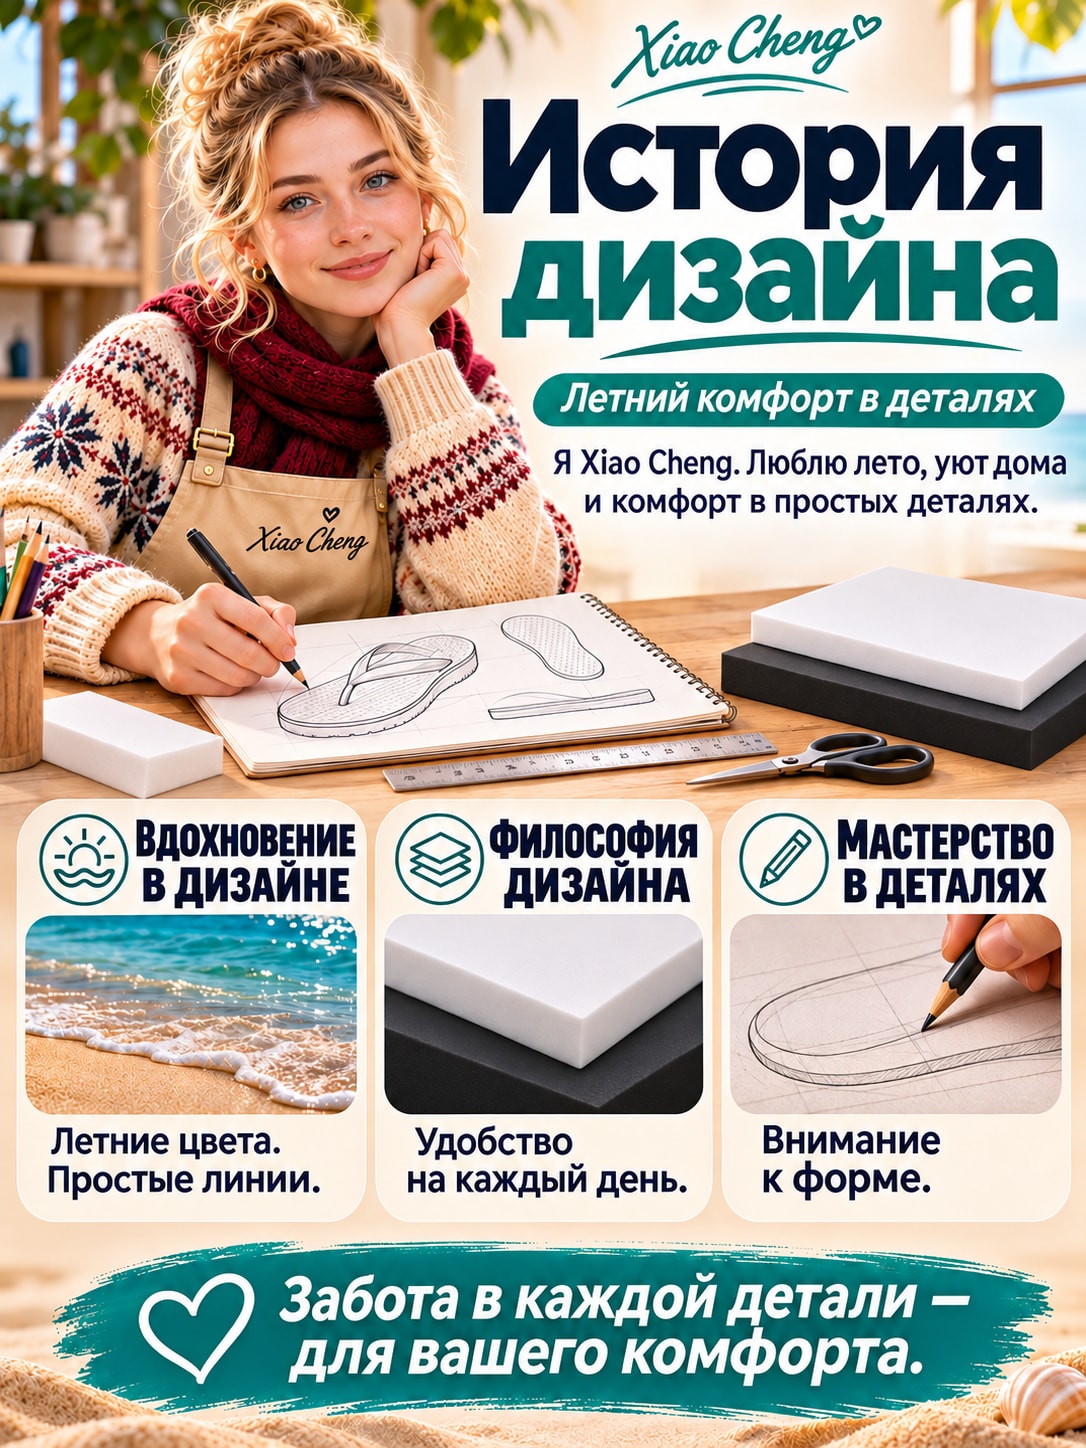 Xiao Cheng
История
дизайна
Летний комфорт в деталях
Я Xiao Cheng. Люблю лето, уют дома
и комфорт в простых деталях.
Xiao Cheng
Вдохновение
в дизайне
Летние цвета.
Простые линии.
Философия
дизайна
Удобство
на каждый день.
Мастерство
в деталях
Внимание
к форме.
Забота в каждой детали –
для вашего комфорта.